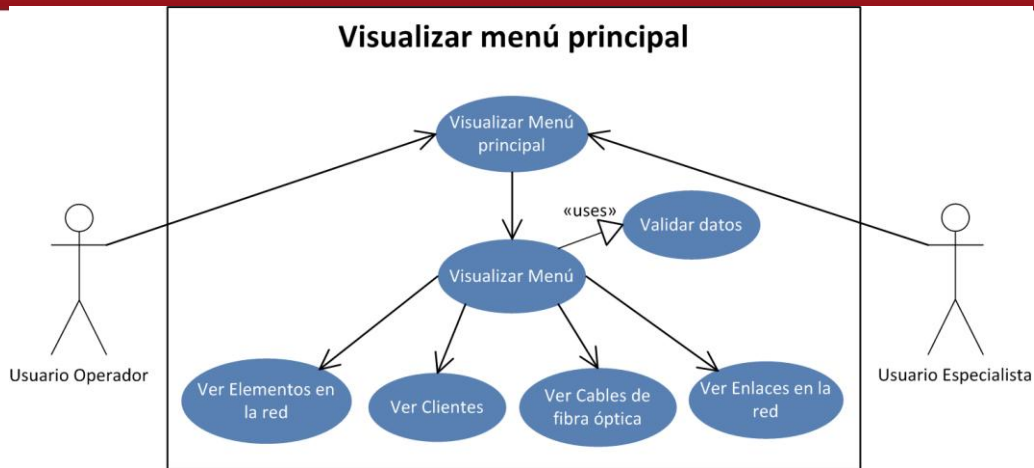 Visualizar menú principal
Visualizar Menú
principal
«uses»
Validar datos
Visualizar Menú
Usuario Operador
Usuario Especialista
Ver Elementos en
la red
Ver Clientes
Ver Cables de
fibra óptica
Ver Enlaces en la
red